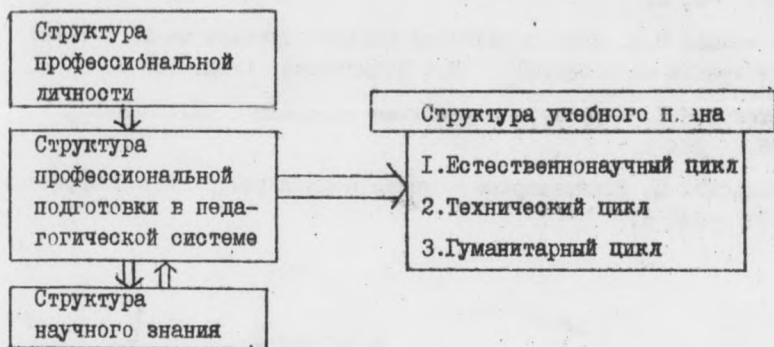 Структура
профессиональной
личности
Структура
профессиональной
подготовки в педа-
гогической системе
Структура
научного знания
Структура учебного
1.Естественнонаучный цикл
2.Технический цикл
3.Гуманитарный цикл